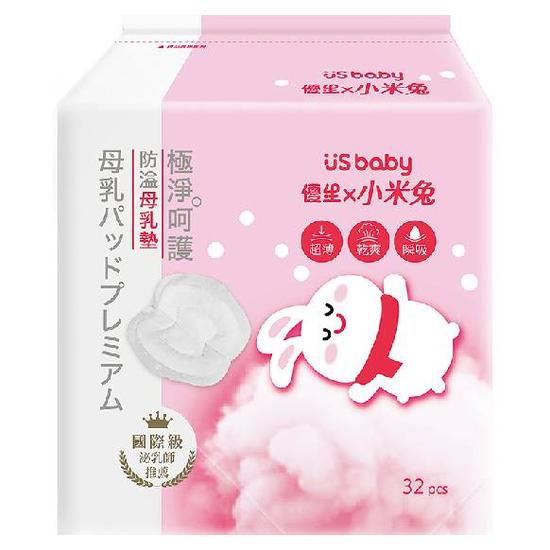 US baby
優生×小米兔
US baby
優生×小米兔
超薄
乾爽
瞬吸
極淨。呵護
防溢母乳墊
母乳パッドプレミアム
國際級
泌乳師
推薦
32 pcs